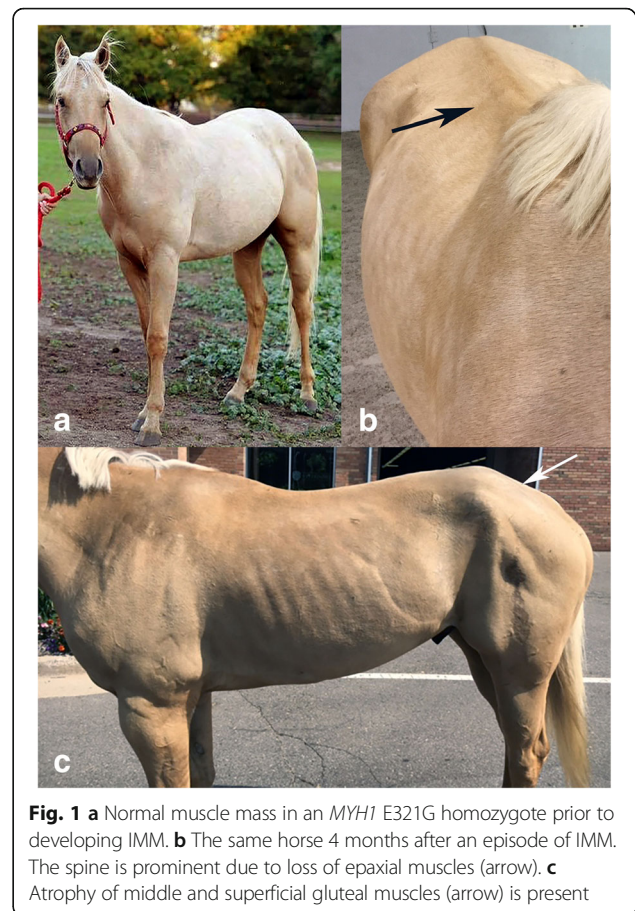 a
b
c
Fig. 1 a Normal muscle mass in an MYH1 E321G homozygote prior to
developing IMM. b The same horse 4 months after an episode of IMM.
The spine is prominent due to loss of epaxial muscles (arrow). c
Atrophy of middle and superficial gluteal muscles (arrow) is present